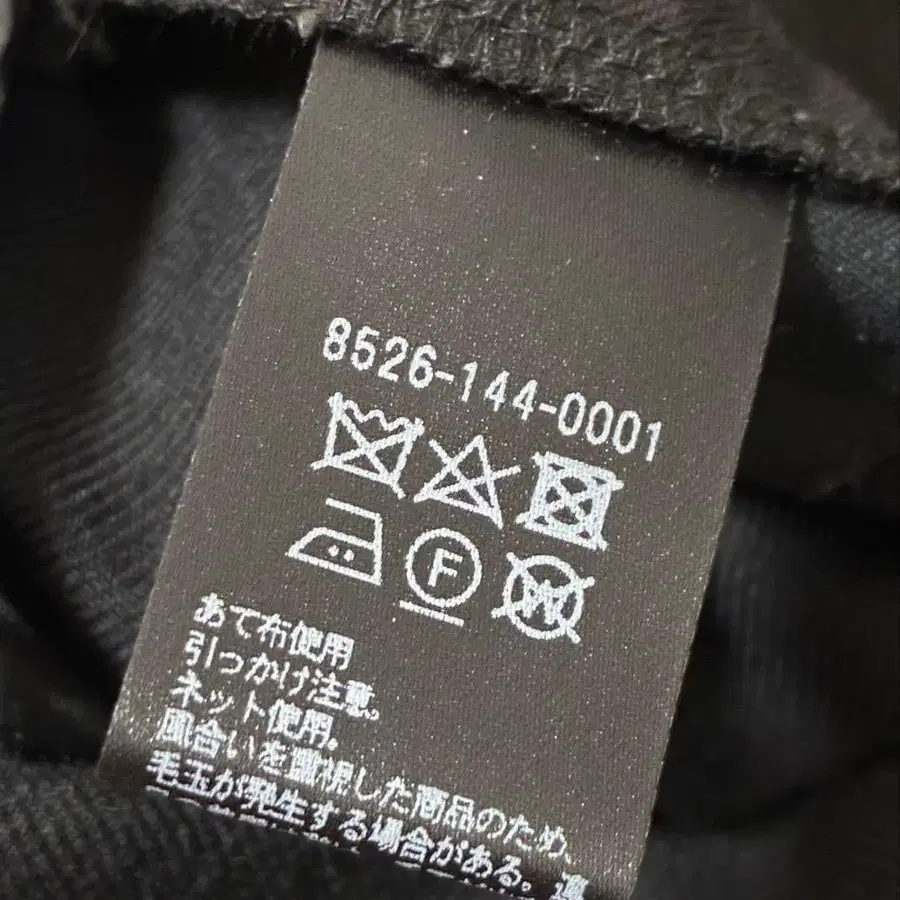 8526-144-0001
F
W
あて布使用
引っかけ注意。
ネット使用。
風合いを重視した商品のため、
毛玉が発生する場合がある。適